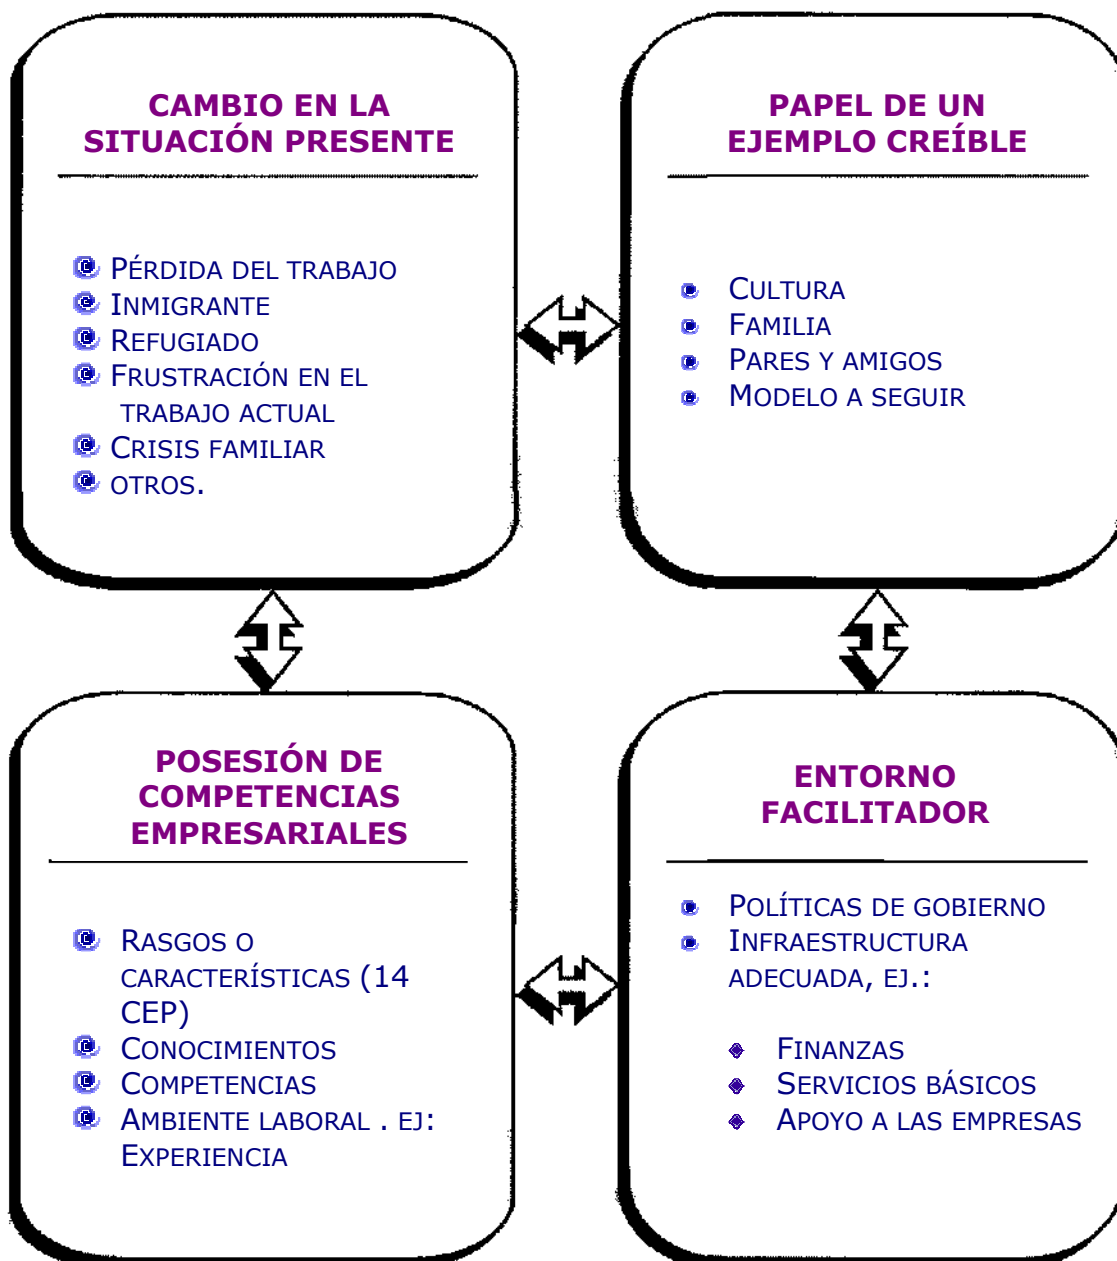 CAMBIO EN LA
SITUACIÓN PRESENTE
PÉRDIDA DEL TRABAJO
INMIGRANTE
REFUGIADO
FRUSTRACIÓN EN EL
TRABAJO ACTUAL
CRISIS FAMILIAR
OTROS.
PAPEL DE UN
EJEMPLO CREÍBLE
CULTURA
FAMILIA
PARES Y AMIGOS
MODELO A SEGUIR
POSESIÓN DE
COMPETENCIAS
EMPRESARIALES
RASGOS O
CARACTERÍSTÍCAS (14
CEP)
CONOCIMIENTOS
COMPETENCIAS
AMBIENTE LABORAL . EJ:
EXPERIENCIA
ENTORNO
FACILITADOR
POLÍTICAS DE GOBIERNO
INFRAESTRUCTURA
ADECUADA, EJ.:
FINANZAS
SERVICIOS BÁSICOS
APOYO A LAS EMPRESAS